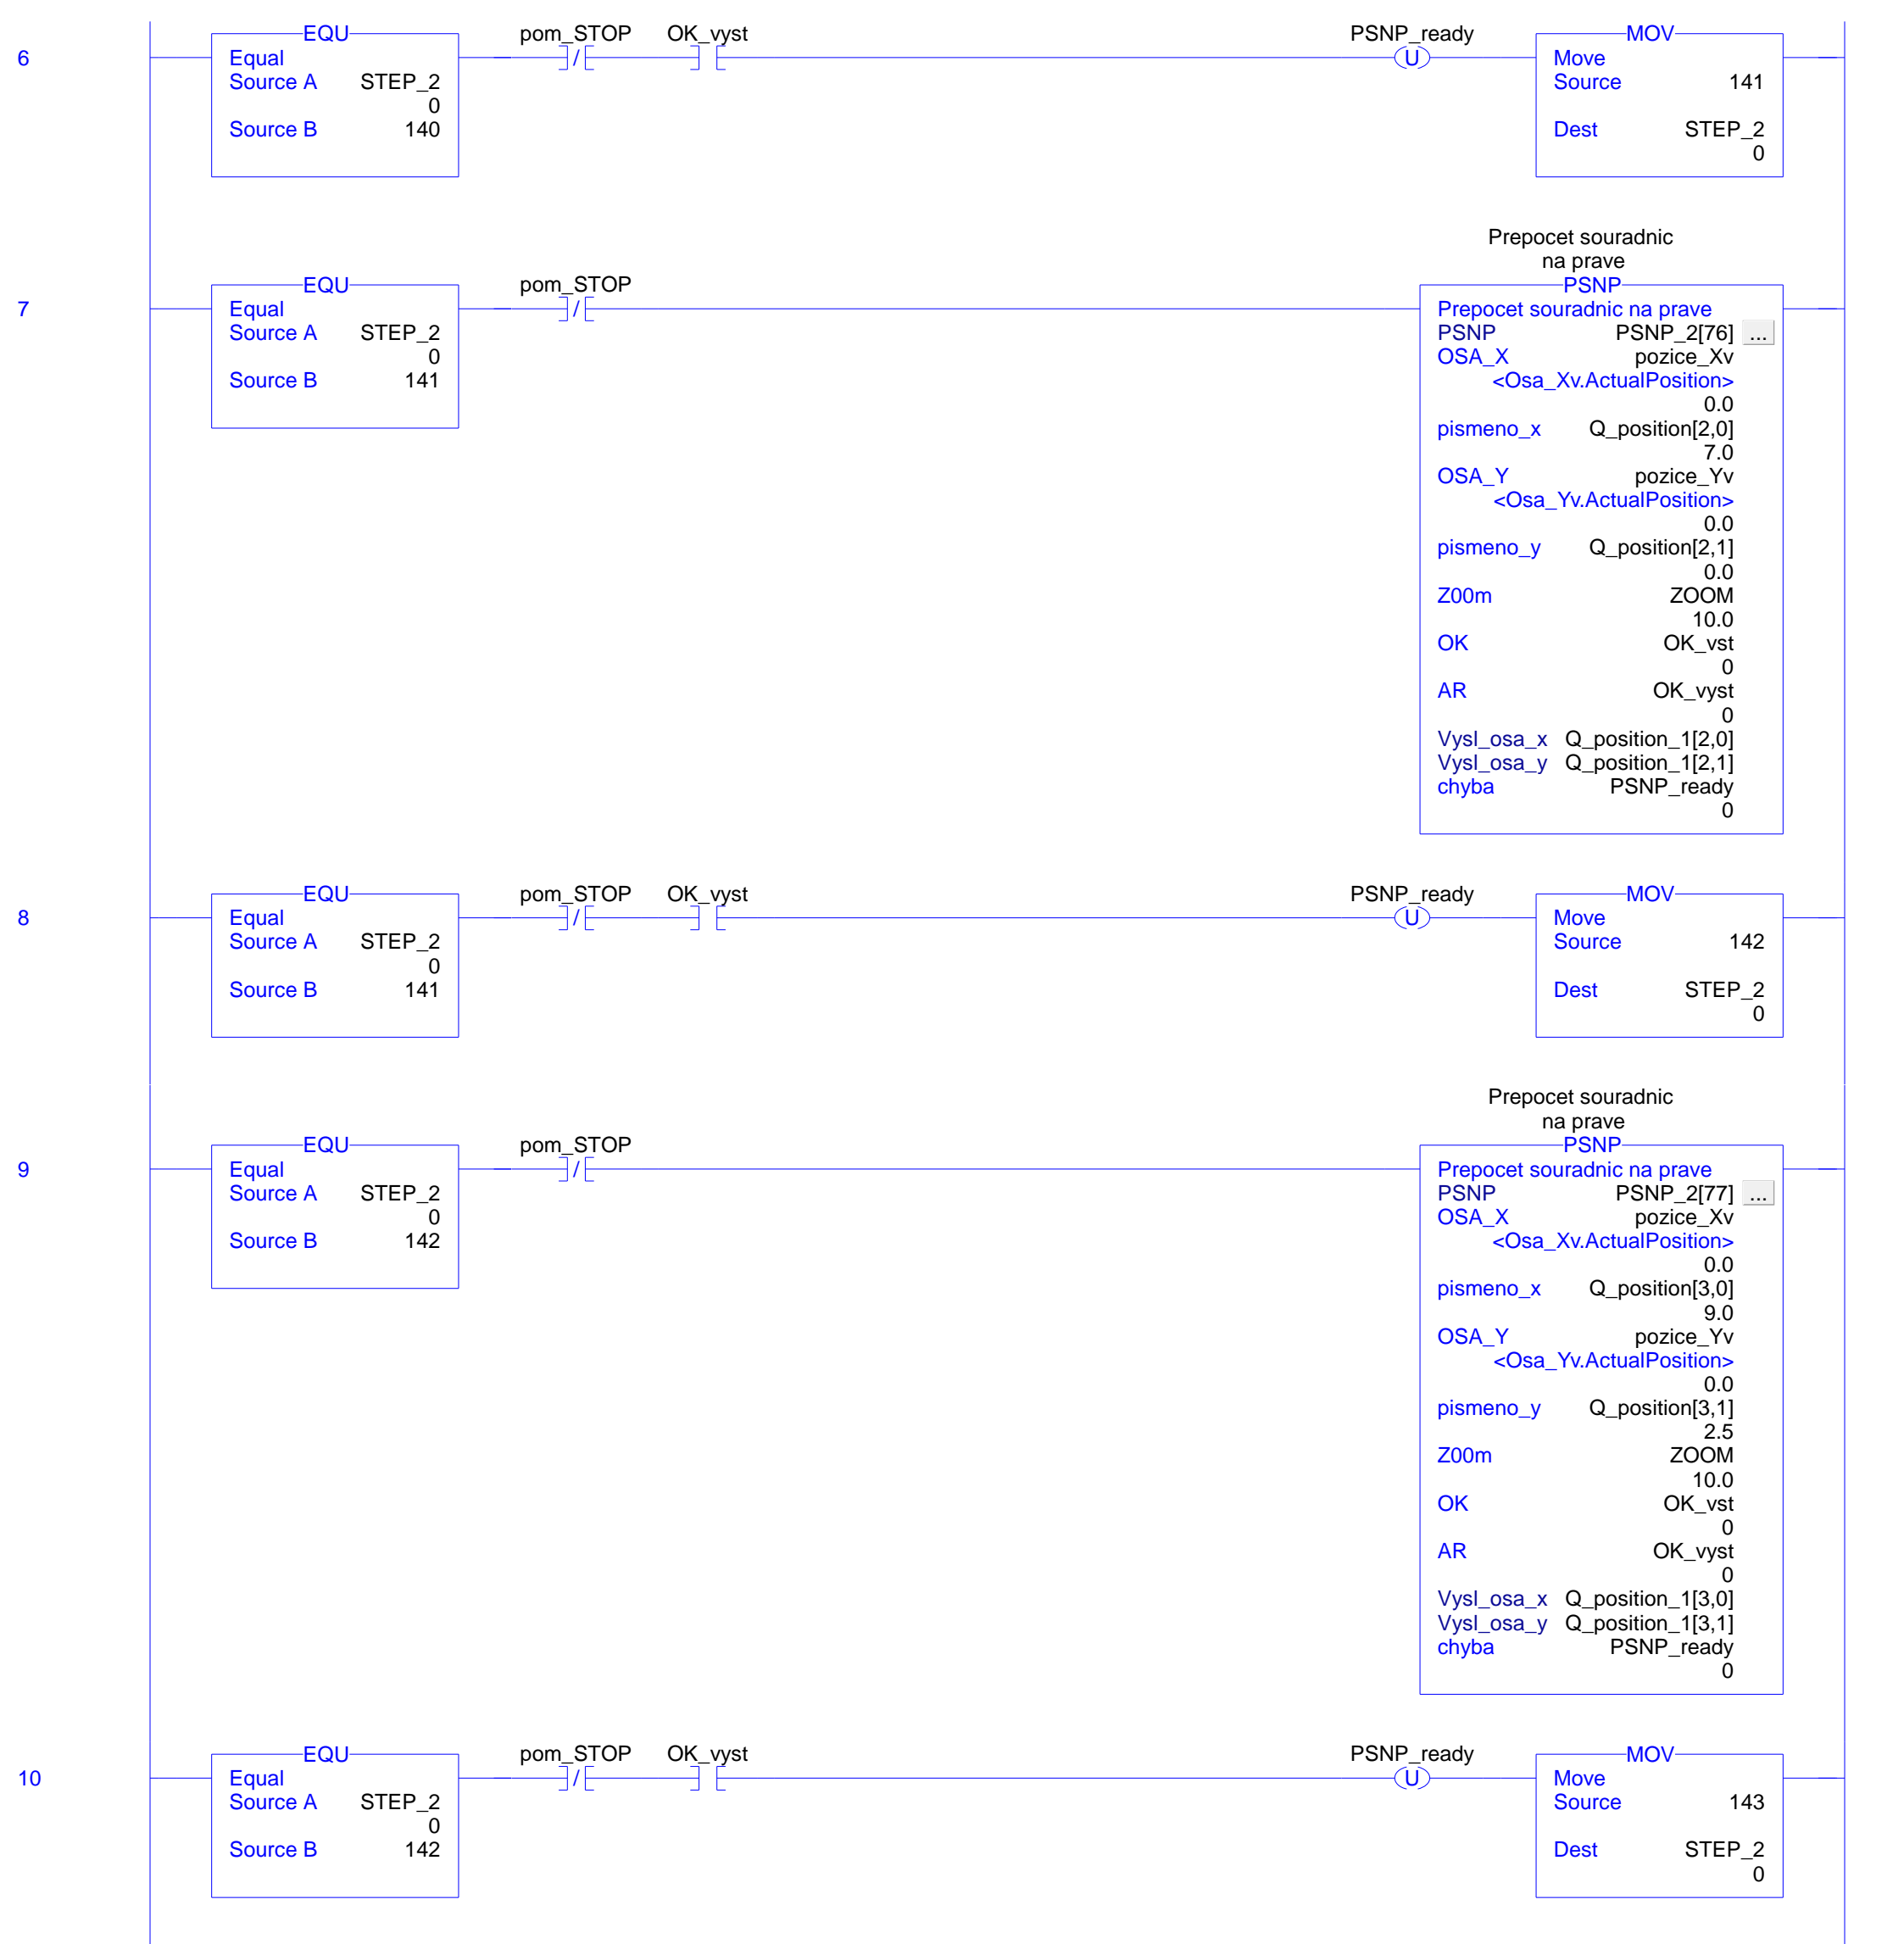 6
EQU
Equal
Source A STEP_2
0
Source B 140
pom_STOP OK_vyst
/
PSNP_ready
U
MOV
Move
Source 141
Dest STEP_2
0
7
EQU
Equal
Source A STEP_2
0
Source B 141
pom_STOP
/
Prepocet souradnic
na prave
PSNP
Prepocet souradnic na prave
PSNP PSNP_2[76] ...
OSA_X pozice_Xv
<Osa_Xv.ActualPosition>
0.0
pismeno_x Q_position[2,0]
7.0
OSA_Y pozice_Yv
<Osa_Yv.ActualPosition>
0.0
pismeno_y Q_position[2,1]
0.0
Z00m ZOOM
10.0
OK OK_vst
0
AR OK_vyst
0
Vysl_osa_x Q_position_1[2,0]
Vysl_osa_y Q_position_1[2,1]
chyba PSNP_ready
0
8
EQU
Equal
Source A STEP_2
0
Source B 141
pom_STOP OK_vyst
/
PSNP_ready
U
MOV
Move
Source 142
Dest STEP_2
0
9
EQU
Equal
Source A STEP_2
0
Source B 142
pom_STOP
/
Prepocet souradnic
na prave
PSNP
Prepocet souradnic na prave
PSNP PSNP_2[77] ...
OSA_X pozice_Xv
<Osa_Xv.ActualPosition>
0.0
pismeno_x Q_position[3,0]
9.0
OSA_Y pozice_Yv
<Osa_Yv.ActualPosition>
0.0
pismeno_y Q_position[3,1]
2.5
Z00m ZOOM
10.0
OK OK_vst
0
AR OK_vyst
0
Vysl_osa_x Q_position_1[3,0]
Vysl_osa_y Q_position_1[3,1]
chyba PSNP_ready
0
10
EQU
Equal
Source A STEP_2
0
Source B 142
pom_STOP OK_vyst
/
PSNP_ready
U
MOV
Move
Source 143
Dest STEP_2
0